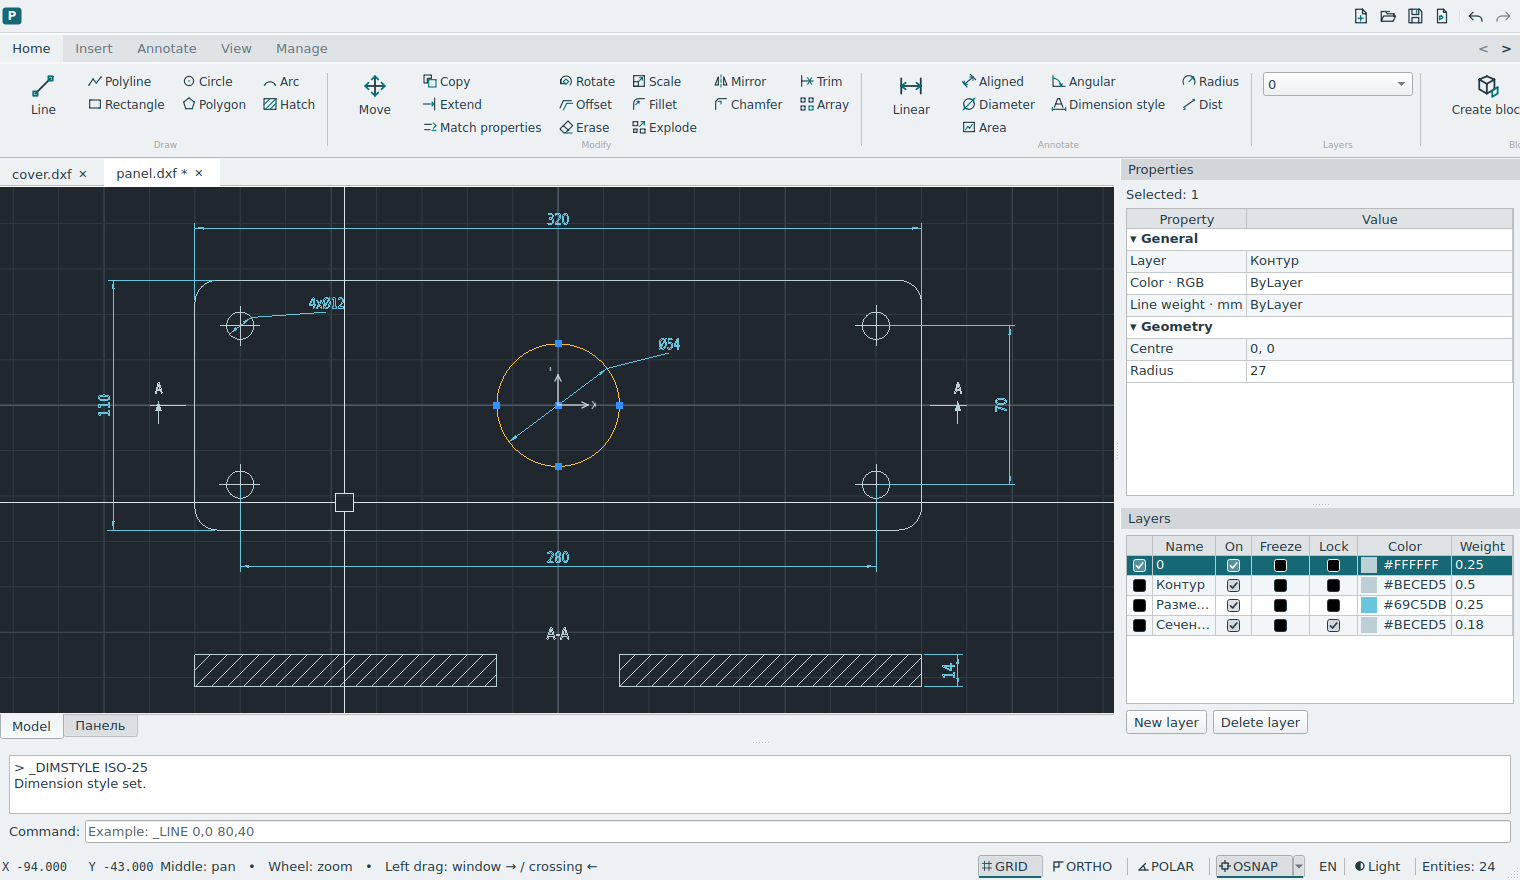 P
Home Insert Annotate View Manage < >
Line
Polyline Circle Arc
Rectangle Polygon Hatch
Draw
Move
Copy Rotate Scale Mirror Trim
Extend Offset Fillet Chamfer Array
Match properties Erase Explode
Modify
Linear
Aligned Angular Radius
Diameter Dimension style Dist
Area
Annotate
0
Layers
Create bloc
Blo
cover.dxf × panel.dxf * ×
320
4xØ12
Ø54
A A
110
70
X
280
A-A
14
Model Панель
Properties
Selected: 1
Property Value
▾ General
Layer Контур
Color · RGB ByLayer
Line weight · mm ByLayer
▾ Geometry
Centre 0, 0
Radius 27
Layers
Name On Freeze Lock Color Weight
0 #FFFFFF 0.25
Контур #BECED5 0.5
Разме... #69C5DB 0.25
Сечен... #BECED5 0.18
New layer Delete layer
> _DIMSTYLE ISO-25
Dimension style set.
Command: Example: _LINE 0,0 80,40
X -94.000 Y -43.000 Middle: pan • Wheel: zoom • Left drag: window → / crossing ← GRID ORTHO POLAR OSNAP EN Light Entities: 24